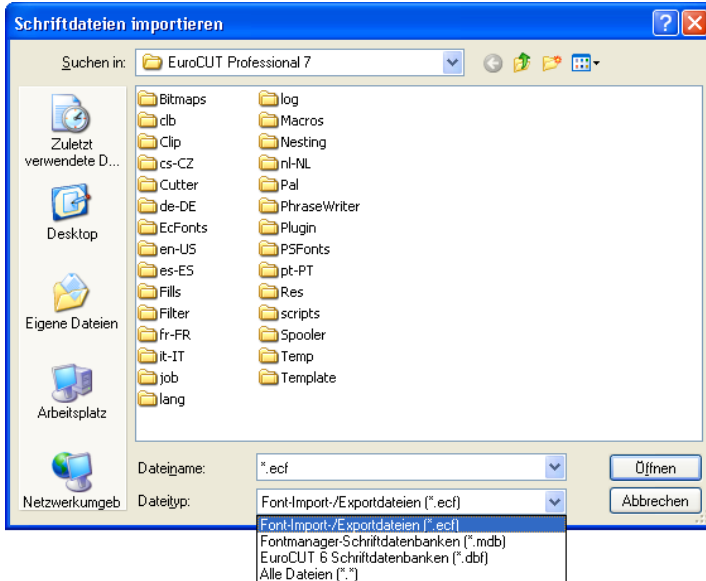 Schriftdateien importieren
Suchen in: EuroCUT Professional 7
Zuletzt
verwendete D...
Desktop
Eigene Dateien
Arbeitsplatz
Netzwerkumgeb
Bitmaps
clb
Clip
cs-CZ
Cutter
de-DE
EcFonts
en-US
es-ES
Fills
Filter
fr-FR
it-IT
job
lang
log
Macros
Nesting
nl-NL
Pal
PhraseWriter
Plugin
PSFonts
pt-PT
Res
scripts
Spooler
Temp
Template
Dateiname: *.ecf Öffnen
Dateityp: Font-Import-/Exportdateien (*.ecf) Abbrechen
Font-Import-/Exportdateien (*.ecf)
Fontmanager-Schriftdatenbanken (*.mdb)
EuroCUT 6 Schriftdatenbanken (*.dbf)
Alle Dateien (*.*)